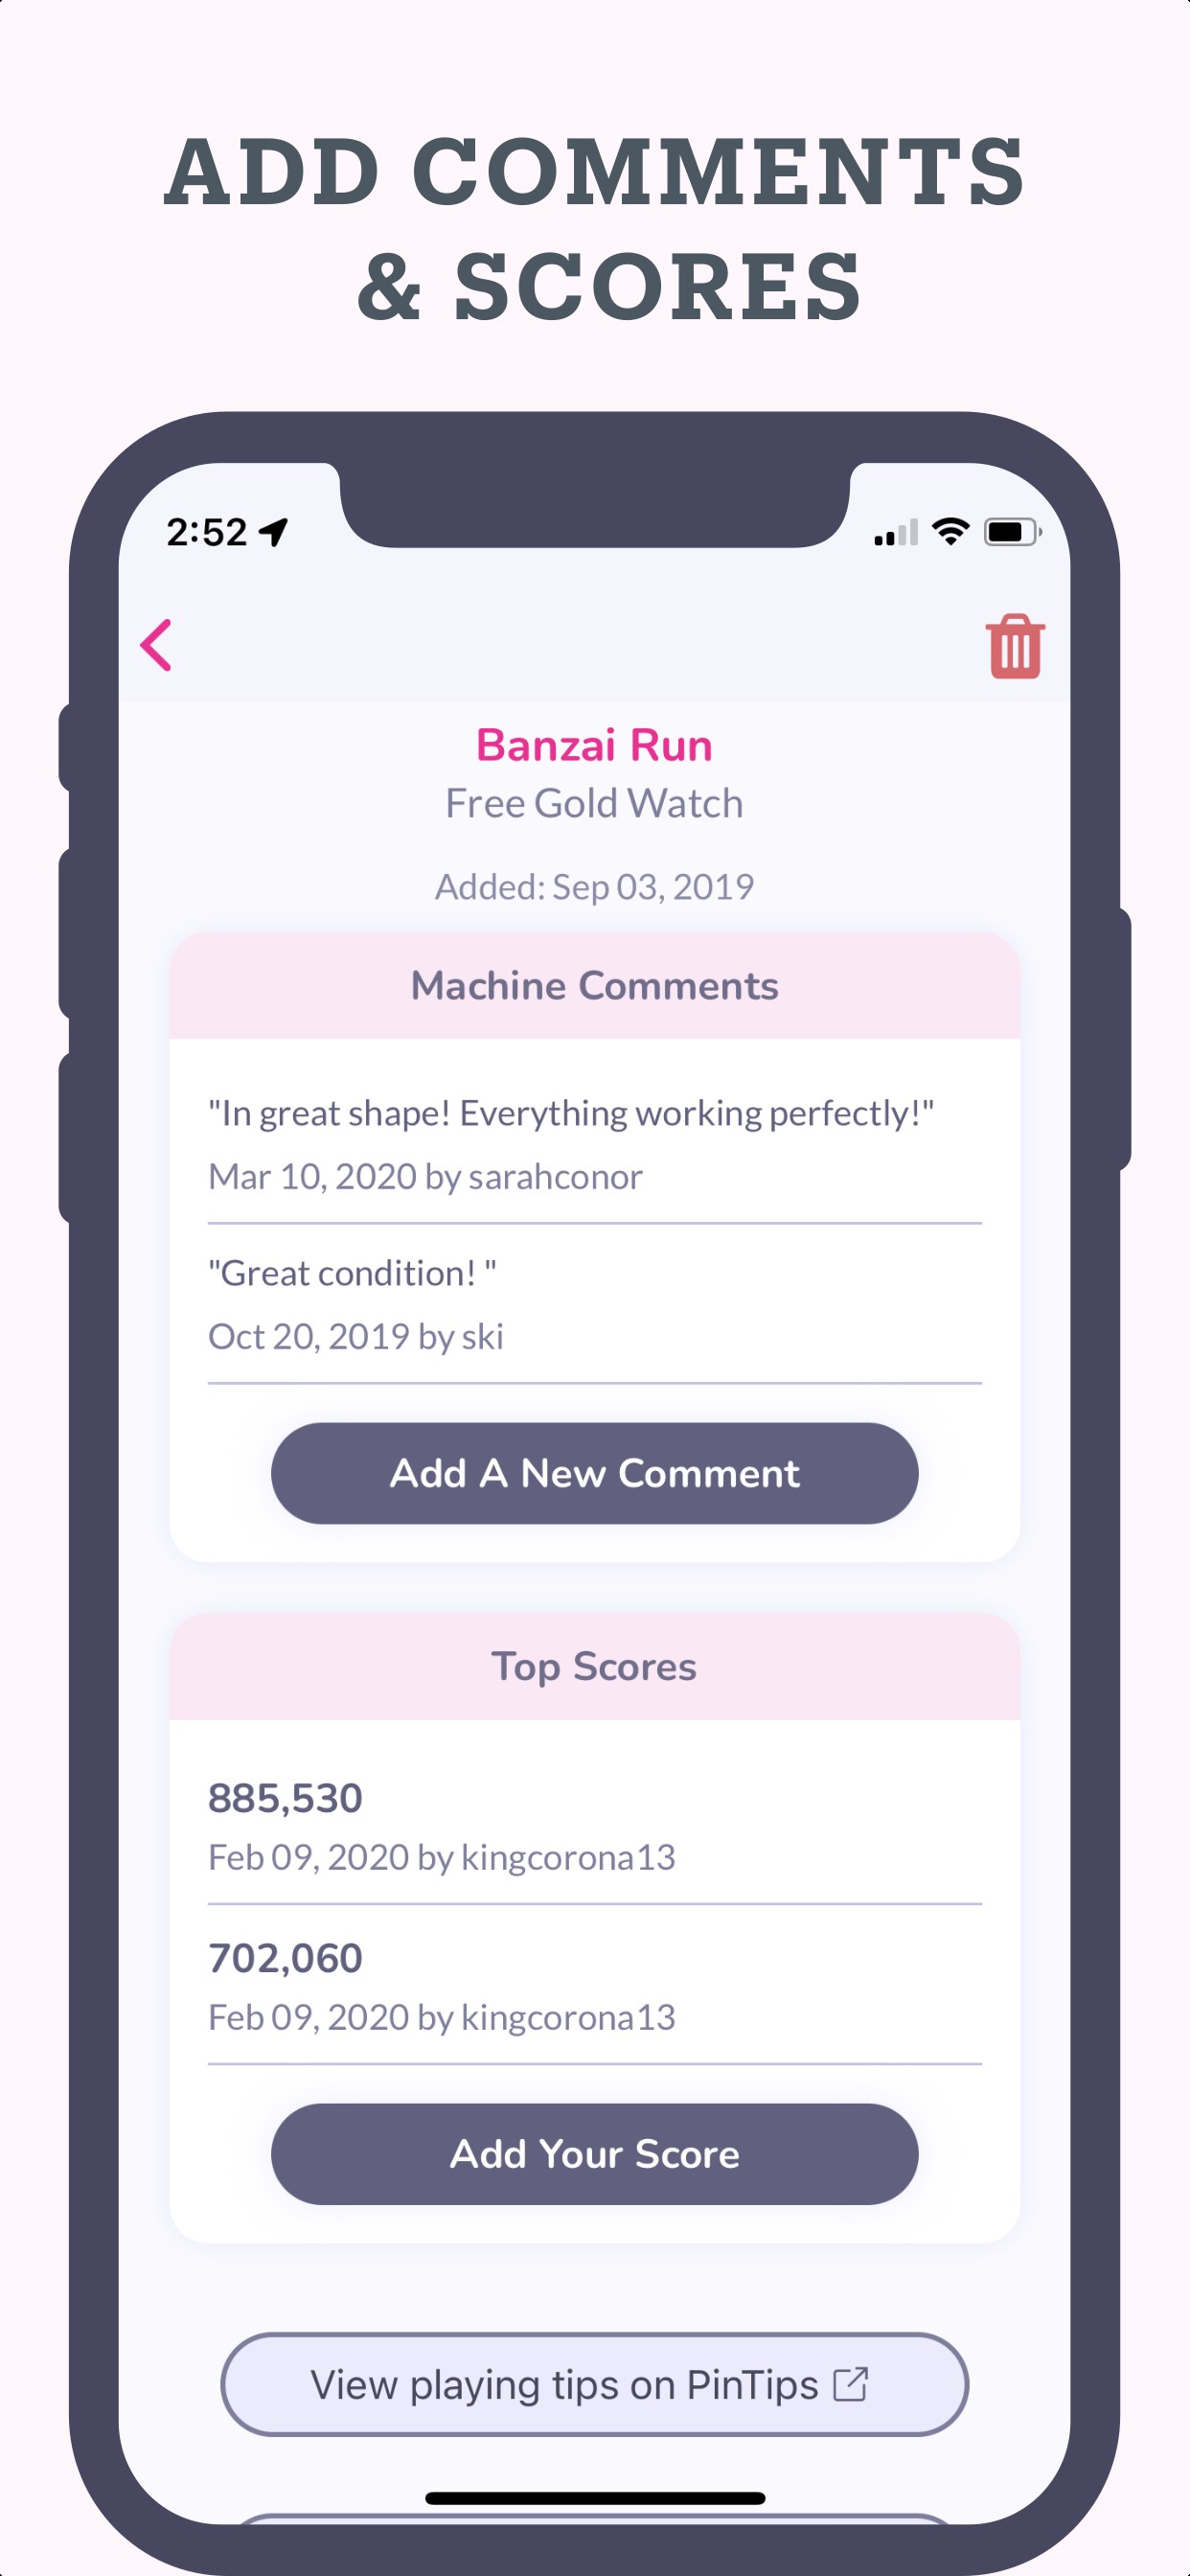 ADD COMMENTS
& SCORES
2:52
Banzai Run
Free Gold Watch
Added: Sep 03, 2019
Machine Comments
"In great shape! Everything working perfectly!"
Mar 10, 2020 by sarahconor
"Great condition! "
Oct 20, 2019 by ski
Add A New Comment
Top Scores
885,530
Feb 09, 2020 by kingcorona13
702,060
Feb 09, 2020 by kingcorona13
Add Your Score
View playing tips on PinTips